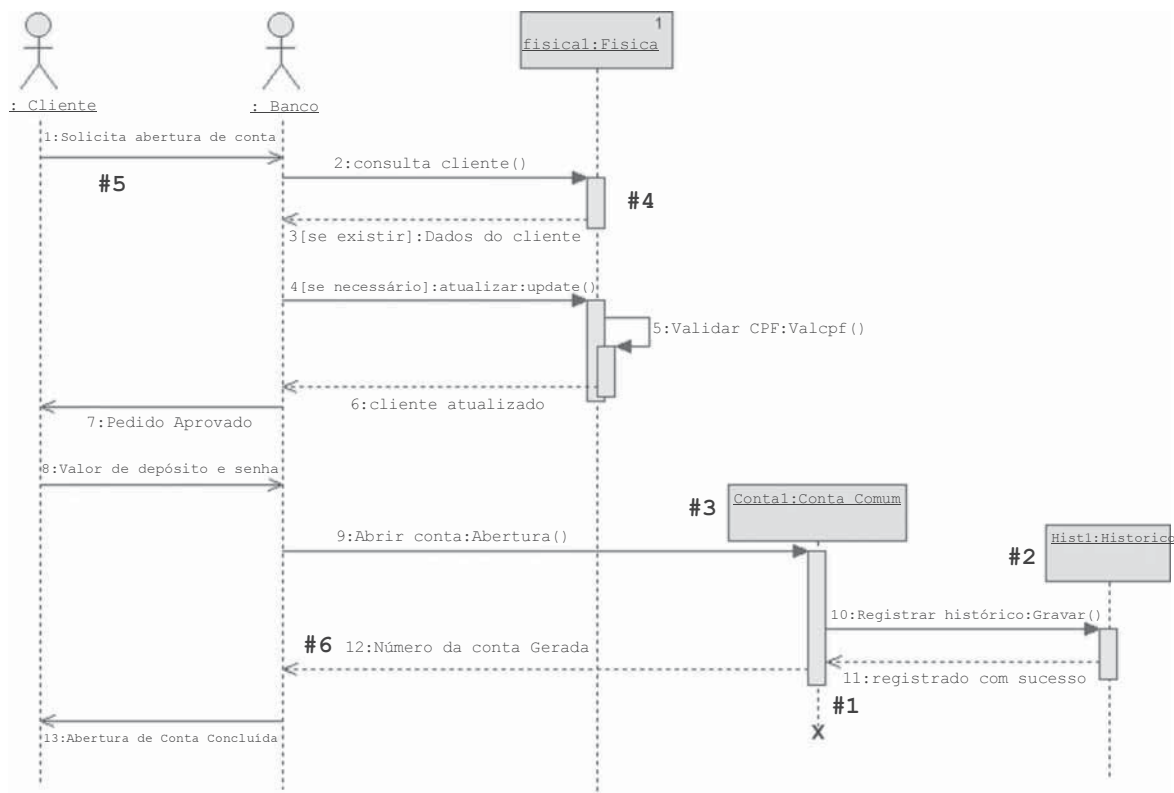 1
fisica1:Fisica
: Cliente
: Banco
1:Solicita abertura de conta
2:consulta cliente()
#5
#4
3[se existir]:Dados do cliente
4[se necessário]:atualizar:update()
5:Validar CPF:Valcpf()
6:cliente atualizado
7:Pedido Aprovado
8:Valor de depósito e senha
#3
Conta1:Conta Comum
9:Abrir conta:Abertura()
Hist1:Historico
#2
10:Registrar histórico:Gravar()
#6
12:Número da conta Gerada
11:registrado com sucesso
#1
X
13:Abertura de Conta Concluída